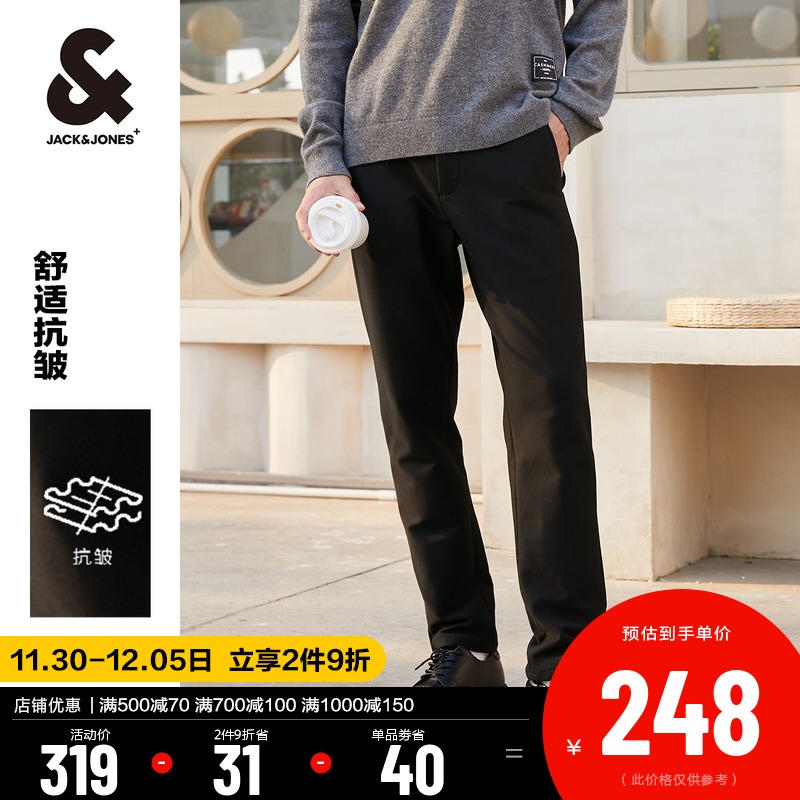 &
JACK&JONES+
CASHMERE
舒适抗皱
抗皱
11.30-12.05日 立享2件9折
店铺优惠 | 满500减70 满700减100 满1000减150
活动价 2件9折省 单品券省
319 - 31 - 40 =
预估到手单价
¥ 248
( 此价格仅供参考 )